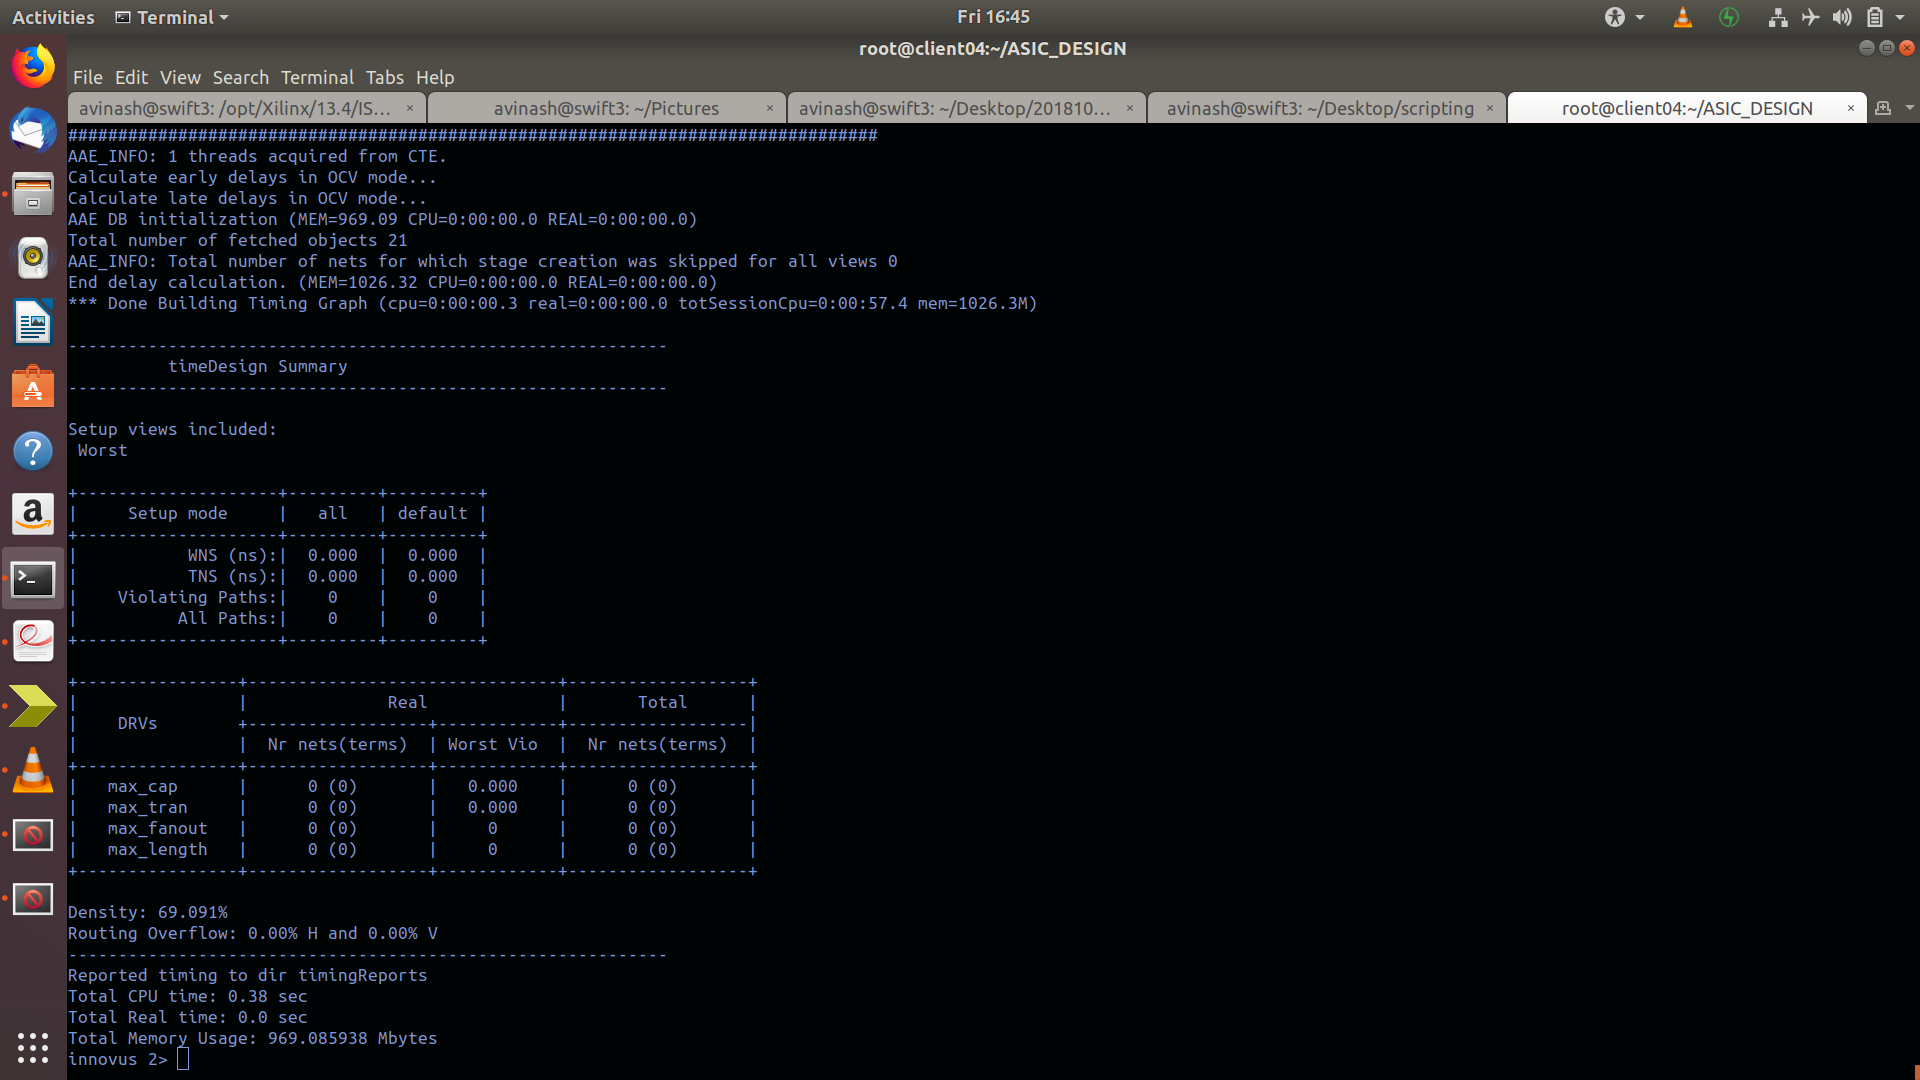 Activities Terminal Fri 16:45
root@client04:~/ASIC_DESIGN
File Edit View Search Terminal Tabs Help
avinash@swift3: /opt/Xilinx/13.4/IS... × avinash@swift3: ~/Pictures × avinash@swift3: ~/Desktop/201810... × avinash@swift3: ~/Desktop/scripting × root@client04:~/ASIC_DESIGN ×
#################################################################################
AAE_INFO: 1 threads acquired from CTE.
Calculate early delays in OCV mode...
Calculate late delays in OCV mode...
AAE DB initialization (MEM=969.09 CPU=0:00:00.0 REAL=0:00:00.0)
Total number of fetched objects 21
AAE_INFO: Total number of nets for which stage creation was skipped for all views 0
End delay calculation. (MEM=1026.32 CPU=0:00:00.0 REAL=0:00:00.0)
*** Done Building Timing Graph (cpu=0:00:00.3 real=0:00:00.0 totSessionCpu=0:00:57.4 mem=1026.3M)
------------------------------------------------------------
          timeDesign Summary
------------------------------------------------------------
Setup views included:
 Worst
+--------------------+---------+---------+
|     Setup mode     |   all   | default |
+--------------------+---------+---------+
|           WNS (ns):|  0.000  |  0.000  |
|           TNS (ns):|  0.000  |  0.000  |
|    Violating Paths:|    0    |    0    |
|          All Paths:|    0    |    0    |
+--------------------+---------+---------+
+----------------+-------------------------------+------------------+
|                |              Real             |       Total      |
|    DRVs        +------------------+------------+------------------|
|                |  Nr nets(terms)  | Worst Vio  |  Nr nets(terms)  |
+----------------+------------------+------------+------------------+
|   max_cap      |      0 (0)       |   0.000    |      0 (0)       |
|   max_tran     |      0 (0)       |   0.000    |      0 (0)       |
|   max_fanout   |      0 (0)       |     0      |      0 (0)       |
|   max_length   |      0 (0)       |     0      |      0 (0)       |
+----------------+------------------+------------+------------------+
Density: 69.091%
Routing Overflow: 0.00% H and 0.00% V
------------------------------------------------------------
Reported timing to dir timingReports
Total CPU time: 0.38 sec
Total Real time: 0.0 sec
Total Memory Usage: 969.085938 Mbytes
innovus 2>